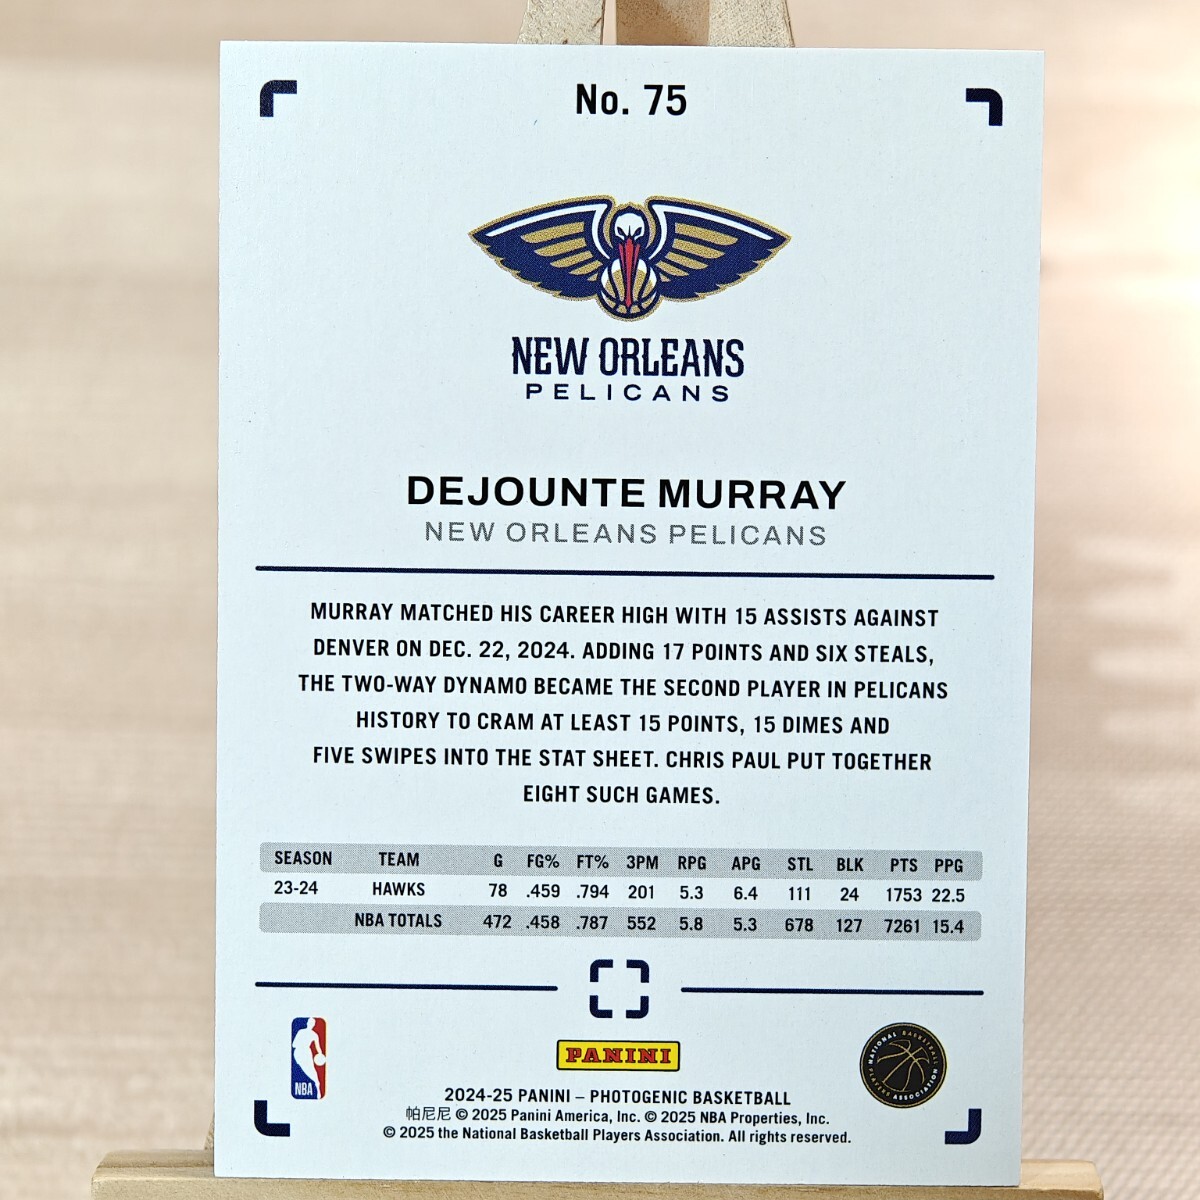 No. 75
NEW ORLEANS
PELICANS
DEJOUNTE MURRAY
NEW ORLEANS PELICANS
MURRAY MATCHED HIS CAREER HIGH WITH 15 ASSISTS AGAINST
DENVER ON DEC. 22, 2024. ADDING 17 POINTS AND SIX STEALS,
THE TWO-WAY DYNAMO BECAME THE SECOND PLAYER IN PELICANS
HISTORY TO CRAM AT LEAST 15 POINTS, 15 DIMES AND
FIVE SWIPES INTO THE STAT SHEET. CHRIS PAUL PUT TOGETHER
EIGHT SUCH GAMES.
SEASON TEAM G FG% FT% 3PM RPG APG STL BLK PTS PPG
23-24 HAWKS 78 .459 .794 201 5.3 6.4 111 24 1753 22.5
NBA TOTALS 472 .458 .787 552 5.8 5.3 678 127 7261 15.4
NBA
PANINI
NATIONAL BASKETBALL
PLAYERS ASSOCIATION
2024-25 PANINI – PHOTOGENIC BASKETBALL
帕尼尼 © 2025 Panini America, Inc. © 2025 NBA Properties, Inc.
© 2025 the National Basketball Players Association. All rights reserved.